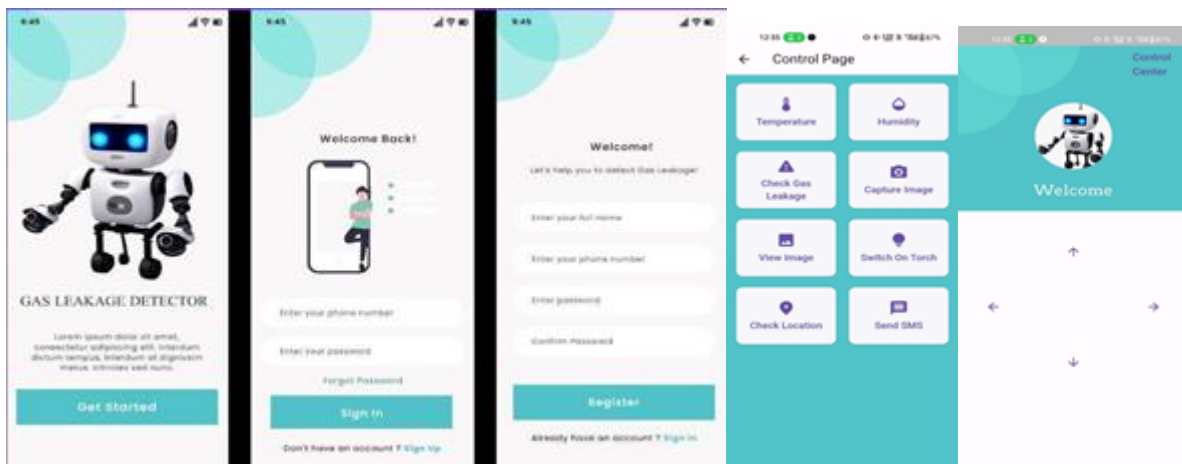 9:45
GAS LEAKAGE DETECTOR
Lorem ipsum dolor sit amet,
consectetur adipiscing elit. Interdum
dictum tempus, interdum at dignissim
metus. Ultricies sed nunc.
Get Started
9:45
Welcome Back!
Enter your phone number
Enter your password
Forgot Password
Sign In
Don't have an account ? Sign Up
9:45
Welcome!
Let's help you to detect Gas Leakage!
Enter your full name
Enter your phone number
Enter password
Confirm Password
Register
Already have an account ? Sign in
12:35
← Control Page
Temperature
Humidity
Check Gas
Leakage
Capture Image
View Image
Switch On Torch
Check Location
Send SMS
Control
Center
Welcome